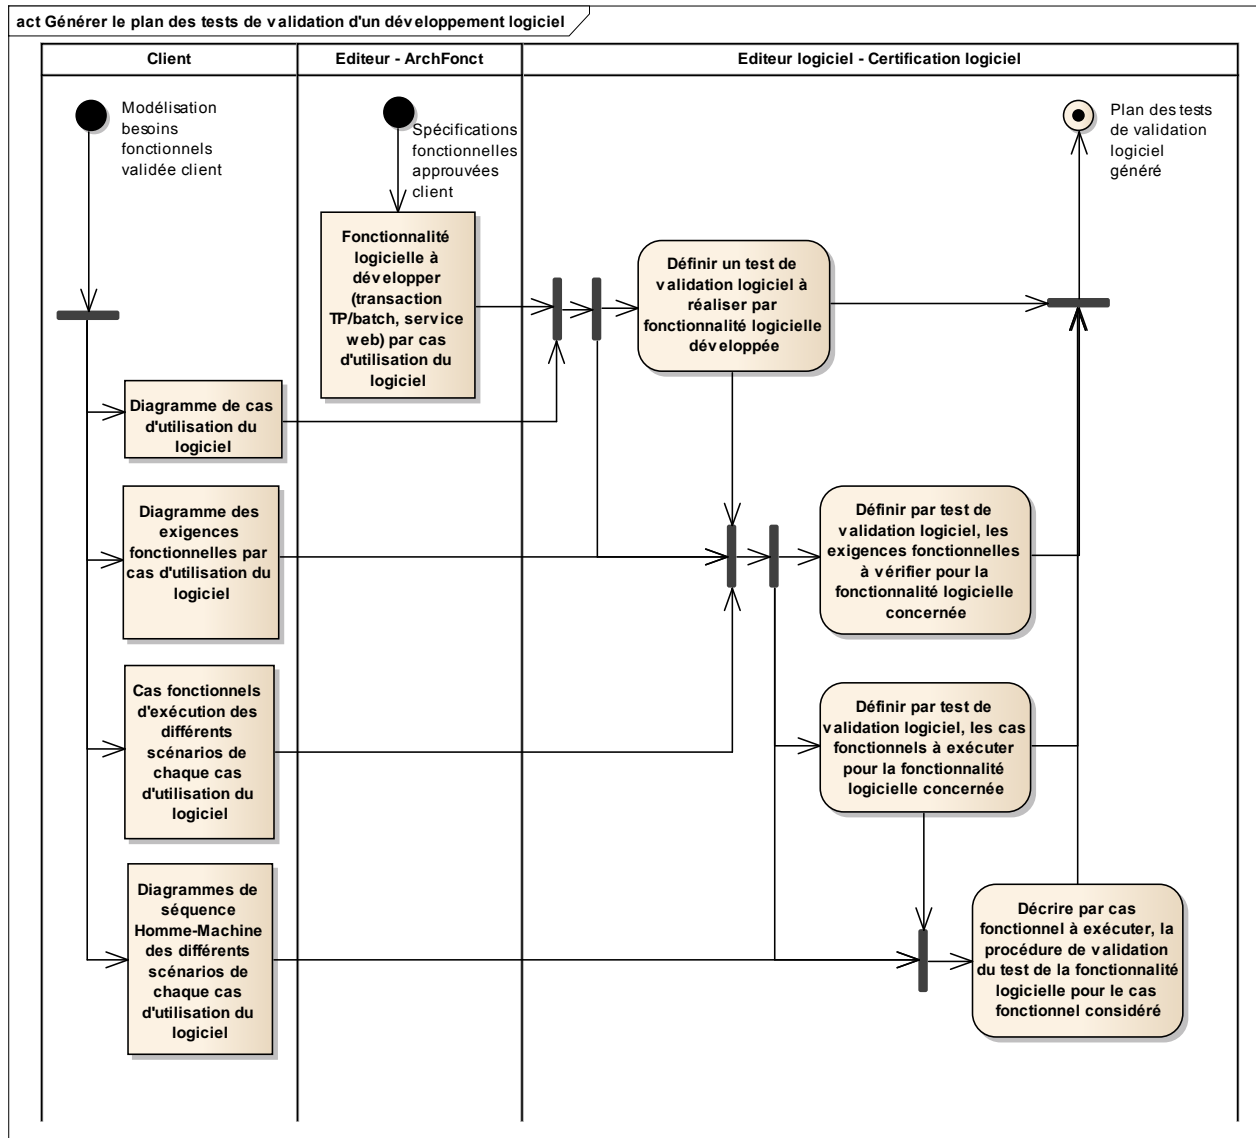 act Générer le plan des tests de validation d'un développement logiciel
Client
Editeur - ArchFonct
Editeur logiciel - Certification logiciel
Modélisation
besoins
fonctionnels
validée client
Spécifications
fonctionnelles
approuvées
client
Plan des tests
de validation
logiciel
généré
Fonctionnalité
logicielle à
développer
(transaction
TP/batch, service
web) par cas
d'utilisation du
logiciel
Définir un test de
validation logiciel à
réaliser par
fonctionnalité logicielle
développée
Diagramme de cas
d'utilisation du
logiciel
Diagramme des
exigences
fonctionnelles par
cas d'utilisation du
logiciel
Définir par test de
validation logiciel, les
exigences fonctionnelles
à vérifier pour la
fonctionnalité logicielle
concernée
Cas fonctionnels
d'exécution des
différents
scénarios de
chaque cas
d'utilisation du
logiciel
Définir par test de
validation logiciel, les cas
fonctionnels à exécuter
pour la fonctionnalité
logicielle concernée
Diagrammes de
séquence
Homme-Machine
des différents
scénarios de
chaque cas
d'utilisation du
logiciel
Décrire par cas
fonctionnel à exécuter, la
procédure de validation
du test de la fonctionnalité
logicielle pour le cas
fonctionnel considéré